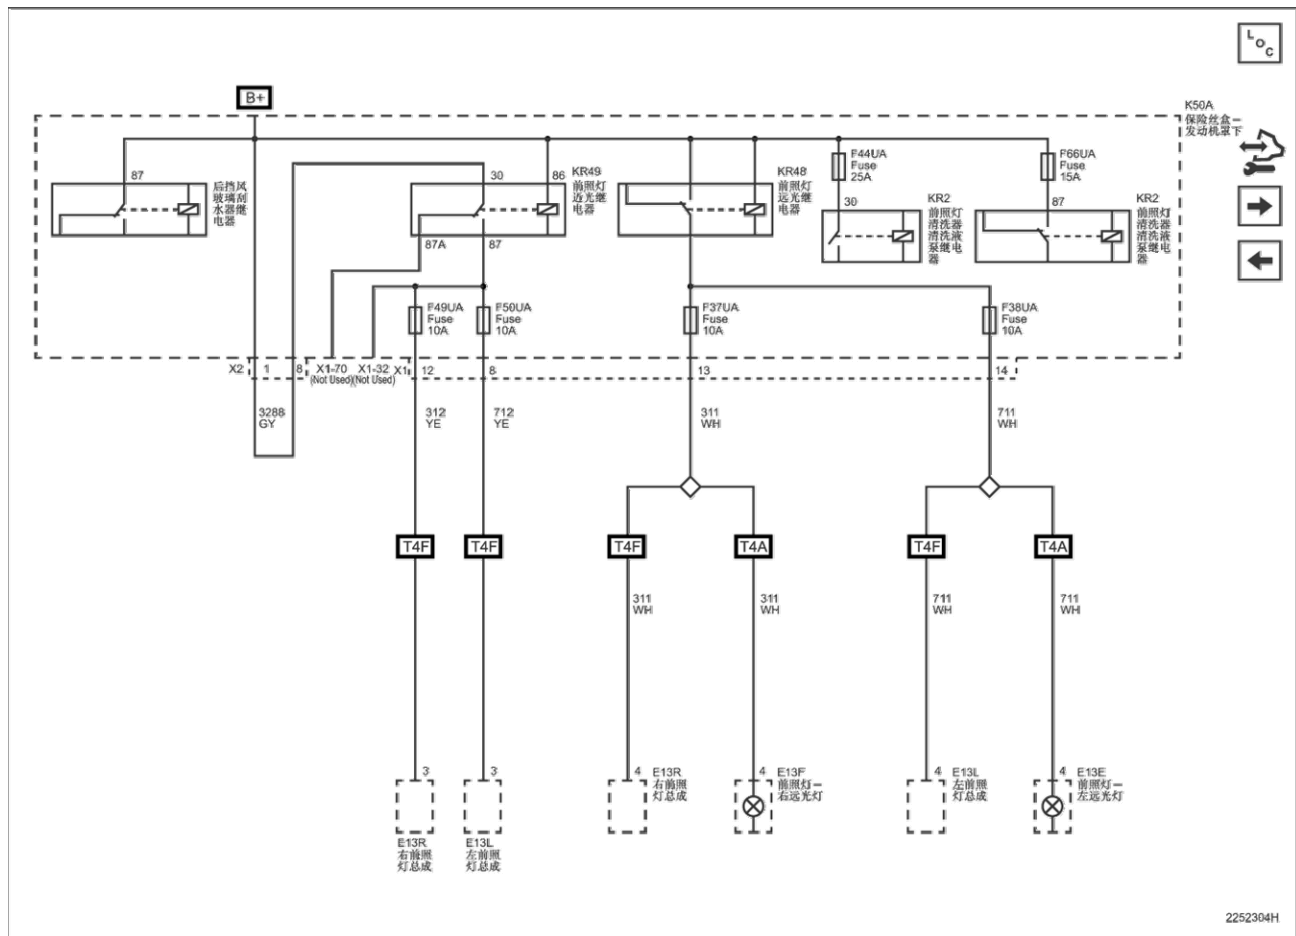 LOC
B+
K50A
保险丝盒－
发动机罩下
87
后挡风
玻璃刮
水器继
电器
30
86
KR49
前照灯
近光继
电器
87A
87
KR48
前照灯
远光继
电器
F44UA
Fuse
25A
30
KR2
前照灯
清洗器
清洗液
泵继电
器
F66UA
Fuse
15A
87
KR2
前照灯
清洗器
清洗液
泵继电
器
F49UA
Fuse
10A
F50UA
Fuse
10A
F37UA
Fuse
10A
F38UA
Fuse
10A
X2
1
8
X1-70
(Not Used)
X1-32
(Not Used)
X1
12
8
13
14
3288
GY
312
YE
712
YE
311
WH
711
WH
T4F
T4F
T4F
T4A
T4F
T4A
311
WH
311
WH
711
WH
711
WH
3
E13R
右前照
灯总成
3
E13L
左前照
灯总成
4
E13R
右前照
灯总成
4
E13F
前照灯－
右远光灯
4
E13L
左前照
灯总成
4
E13E
前照灯－
左远光灯
2252304H